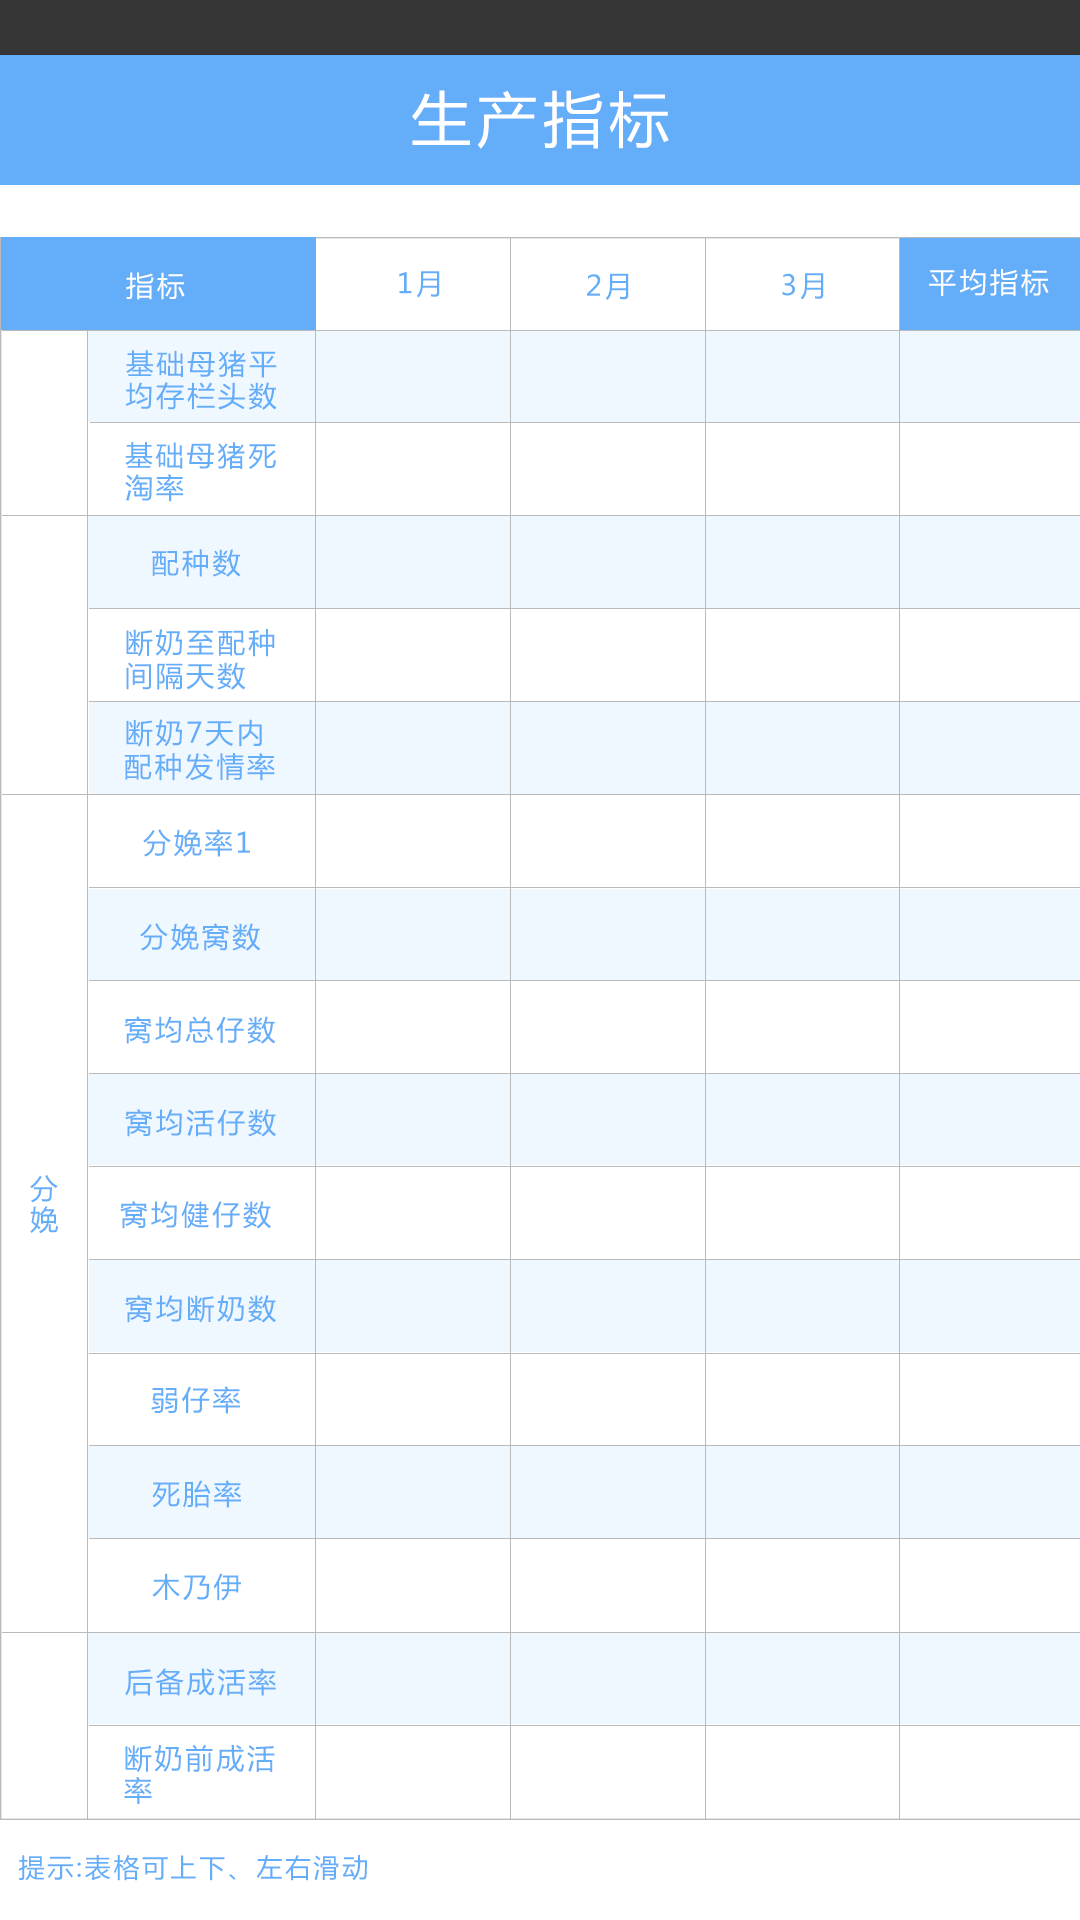 生产指标
指标 1月 2月 3月 平均指标
基础母猪平
均存栏头数
基础母猪死
淘率
配种数
断奶至配种
间隔天数
断奶7天内
配种发情率
分娩率1
分娩窝数
窝均总仔数
窝均活仔数
分
娩
窝均健仔数
窝均断奶数
弱仔率
死胎率
木乃伊
后备成活率
断奶前成活
率
提示:表格可上下、左右滑动